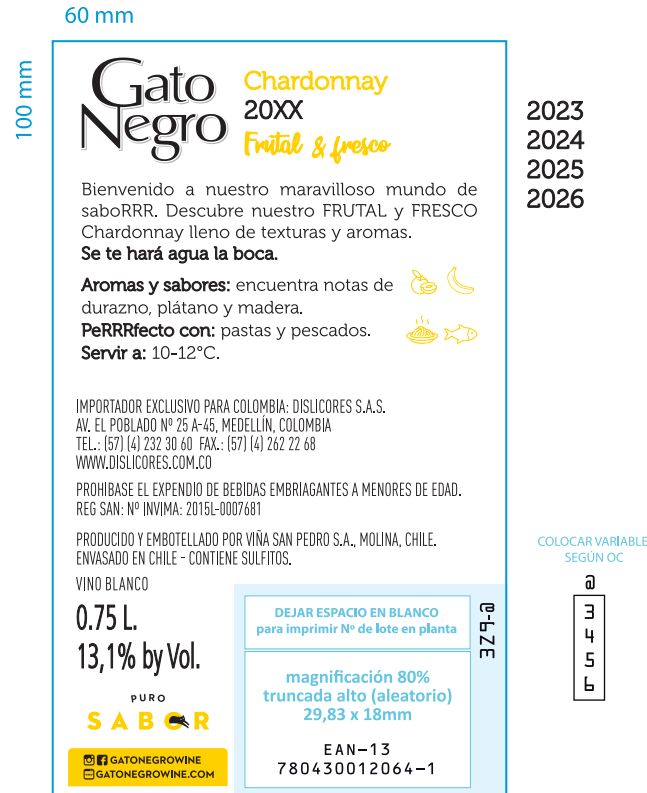 60 mm
100 mm
Gato
Negro
Chardonnay
20XX
Frutal & fresco
2023
2024
2025
2026
Bienvenido a nuestro maravilloso mundo de
saboRRR. Descubre nuestro FRUTAL y FRESCO
Chardonnay lleno de texturas y aromas.
Se te hará agua la boca.
Aromas y sabores: encuentra notas de
durazno, plátano y madera.
PeRRRfecto con: pastas y pescados.
Servir a: 10-12°C.
IMPORTADOR EXCLUSIVO PARA COLOMBIA: DISLICORES S.A.S.
AV. EL POBLADO Nº 25 A-45, MEDELLÍN, COLOMBIA
TEL.: (57) (4) 232 30 60 FAX.: (57) (4) 262 22 68
WWW.DISLICORES.COM.CO
PROHIBASE EL EXPENDIO DE BEBIDAS EMBRIAGANTES A MENORES DE EDAD.
REG SAN: Nº INVIMA: 2015L-0007681
PRODUCIDO Y EMBOTELLADO POR VIÑA SAN PEDRO S.A., MOLINA, CHILE.
ENVASADO EN CHILE - CONTIENE SULFITOS.
VINO BLANCO
0.75 L.
13,1% by Vol.
PURO
SABOR
GATONEGROWINE
GATONEGROWINE.COM
DEJAR ESPACIO EN BLANCO
para imprimir Nº de lote en planta
magnificación 80%
truncada alto (aleatorio)
29,83 x 18mm
EAN-13
780430012064-1
COLOCAR VARIABLE
SEGÚN OC
a
3
4
5
6